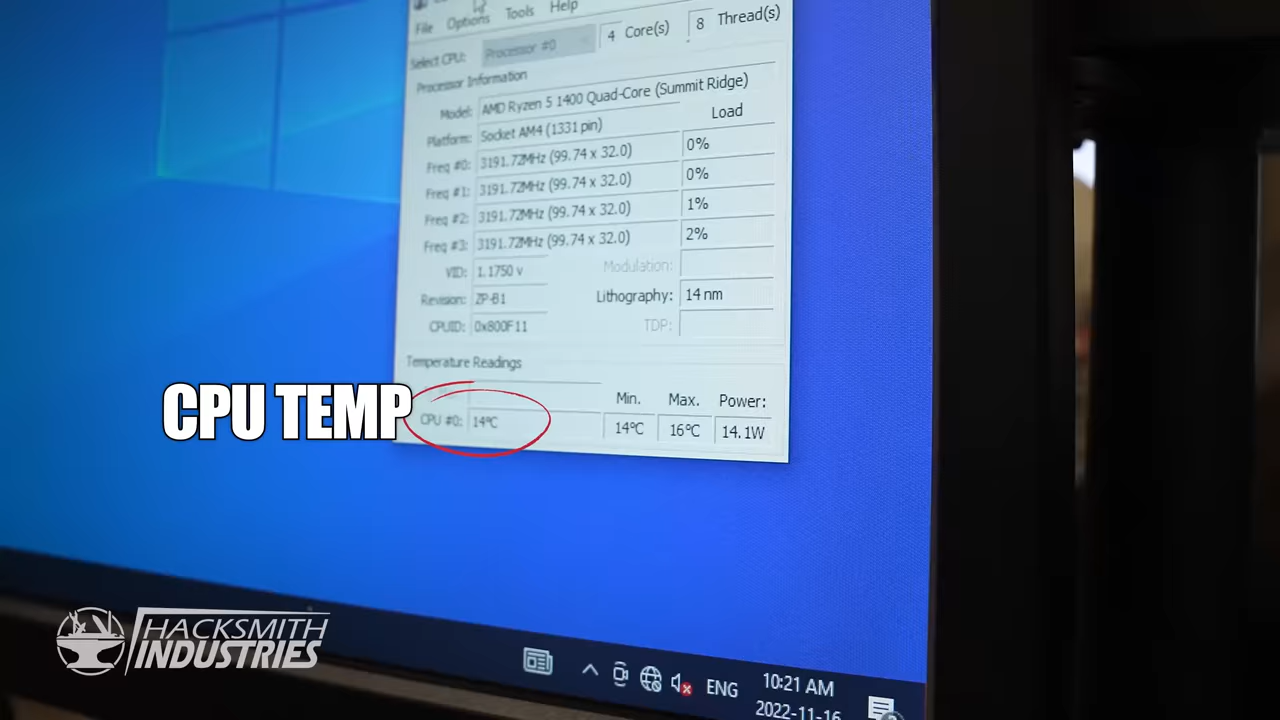 File Options Tools Help
Select CPU: Processor #0 4 Core(s) 8 Thread(s)
Processor Information
Model: AMD Ryzen 5 1400 Quad-Core (Summit Ridge)
Platform: Socket AM4 (1331 pin) Load
Freq #0: 3191.72MHz (99.74 x 32.0) 0%
Freq #1: 3191.72MHz (99.74 x 32.0) 0%
Freq #2: 3191.72MHz (99.74 x 32.0) 1%
Freq #3: 3191.72MHz (99.74 x 32.0) 2%
VID: 1.1750 v Modulation:
Revision: ZP-B1 Lithography: 14 nm
CPUID: 0x800F11 TDP:
Temperature Readings
Min. Max. Power:
CPU #0: 14°C 14°C 16°C 14.1W
CPU TEMP
HACKSMITH
INDUSTRIES
ENG 10:21 AM
2022-11-16